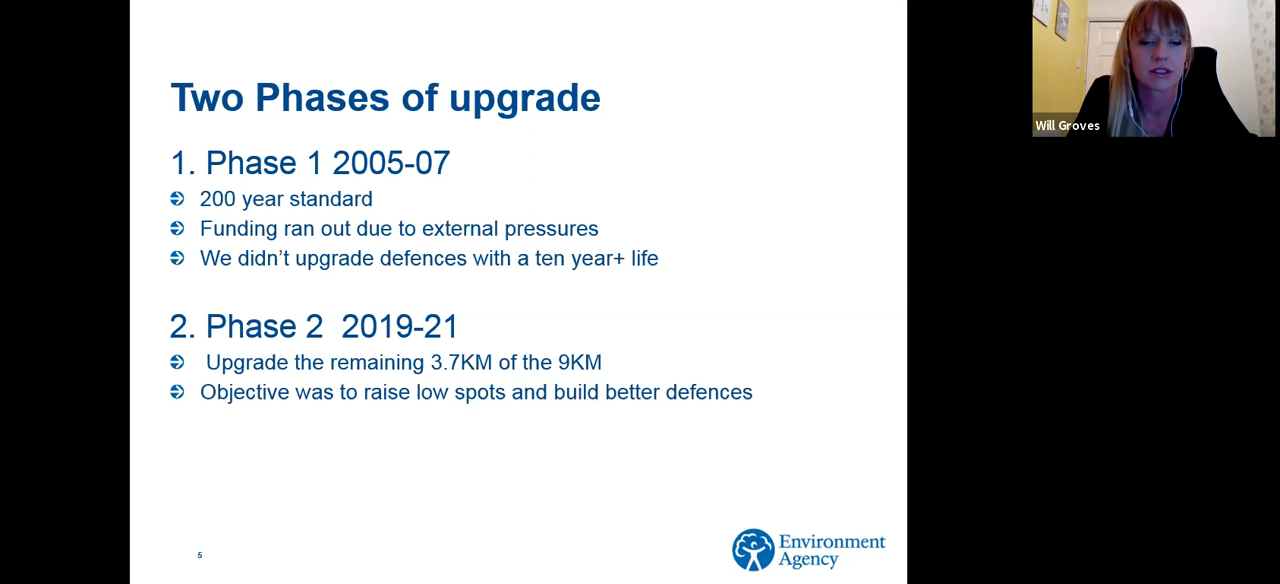 Two Phases of upgrade
1. Phase 1 2005-07
200 year standard
Funding ran out due to external pressures
We didn't upgrade defences with a ten year+ life
2. Phase 2 2019-21
Upgrade the remaining 3.7KM of the 9KM
Objective was to raise low spots and build better defences
5
Environment
Agency
Will Groves